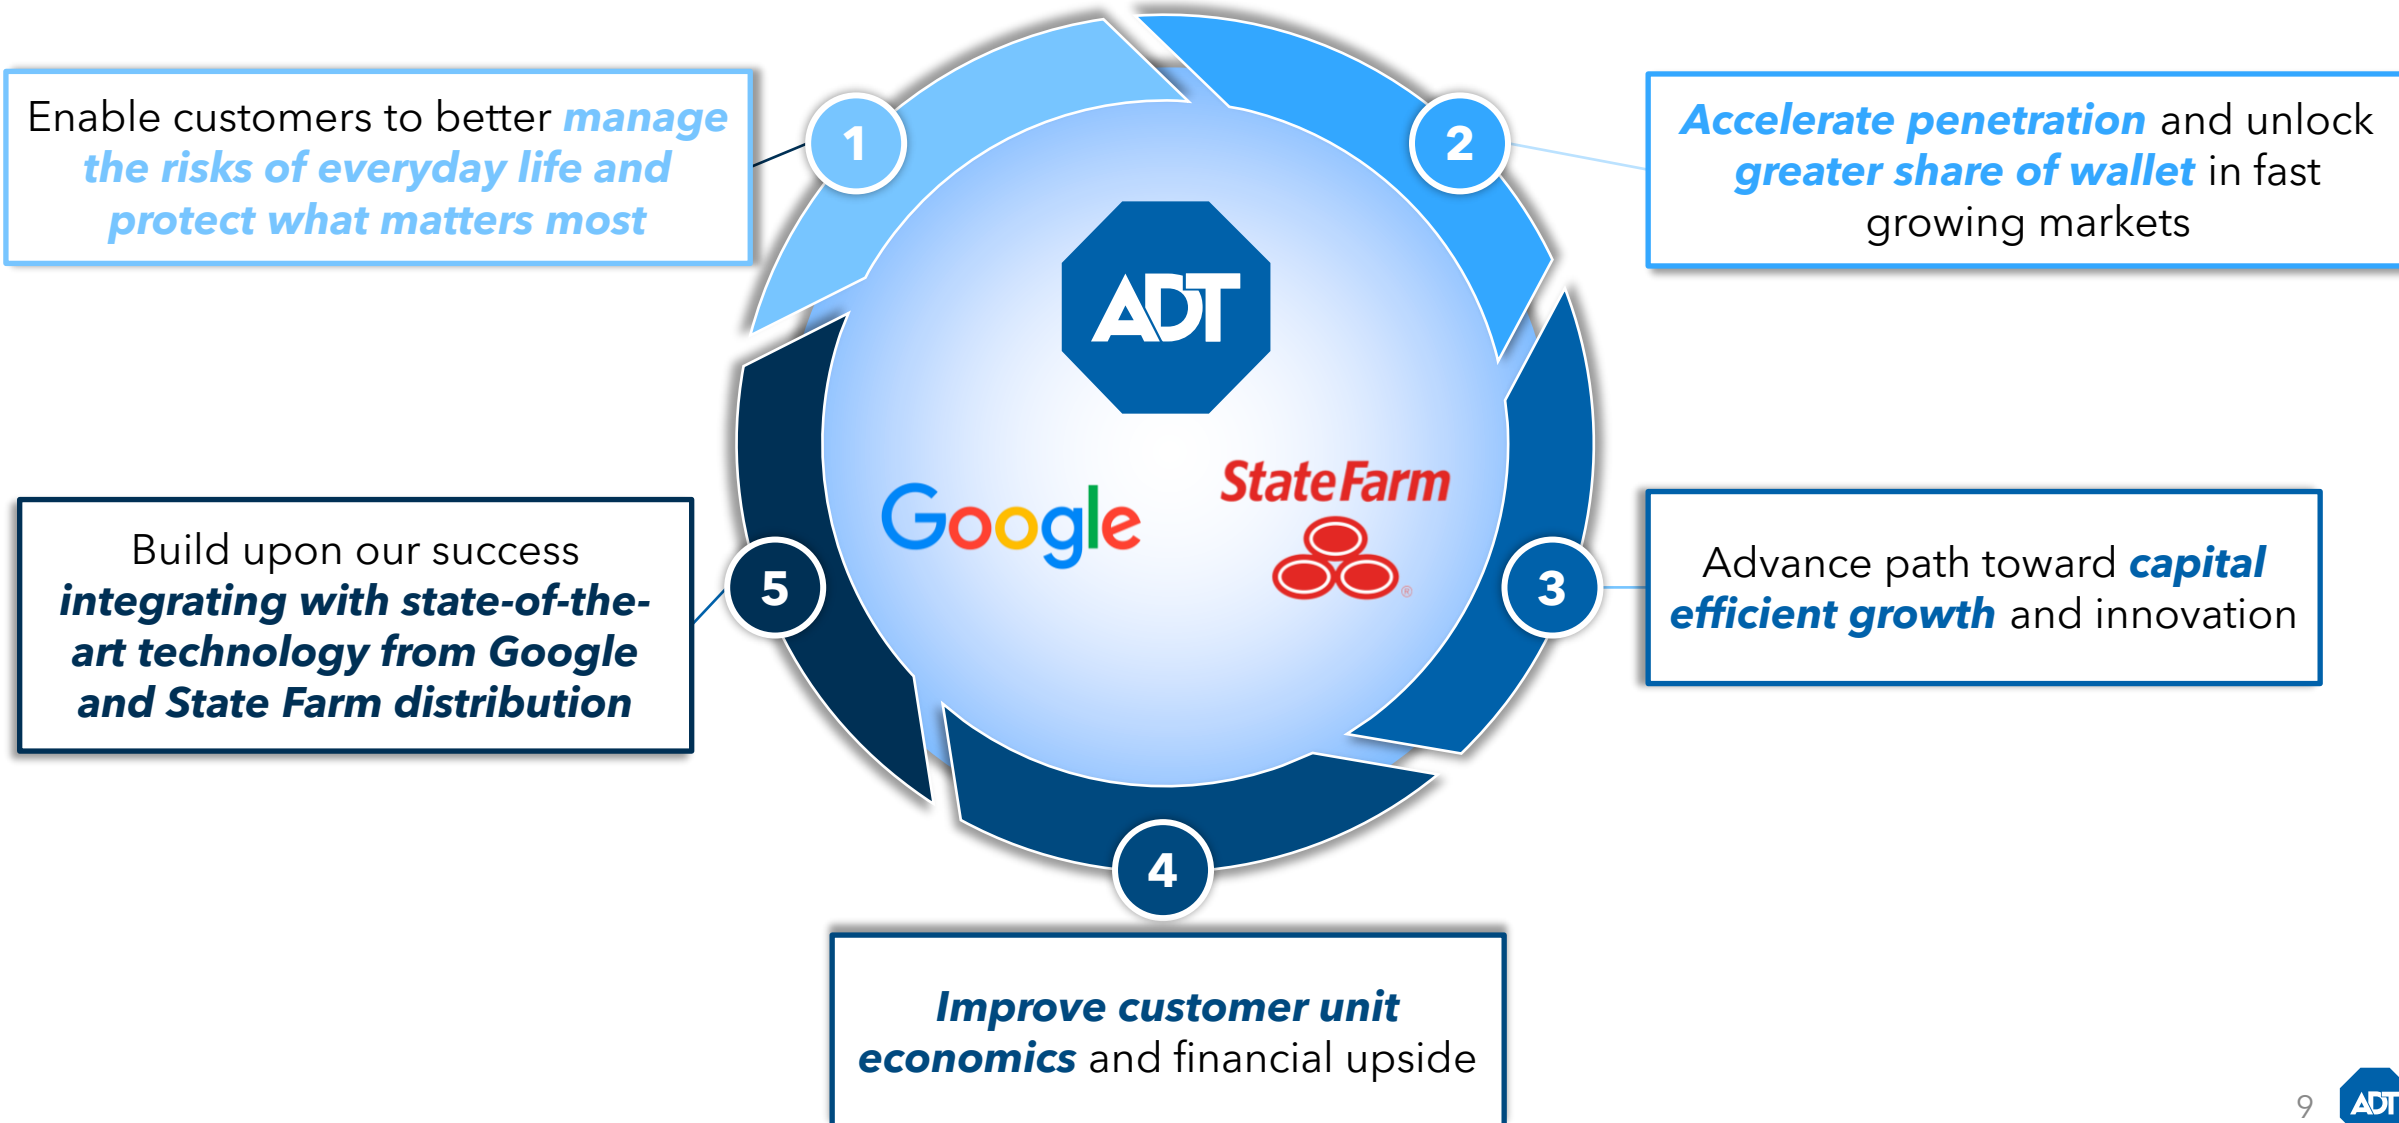 1
Enable customers to better manage
the risks of everyday life and
protect what matters most
2
Accelerate penetration and unlock
greater share of wallet in fast
growing markets
ADT
Google
State Farm
®
3
Advance path toward capital
efficient growth and innovation
5
Build upon our success
integrating with state-of-the-
art technology from Google
and State Farm distribution
4
Improve customer unit
economics and financial upside
9
ADT